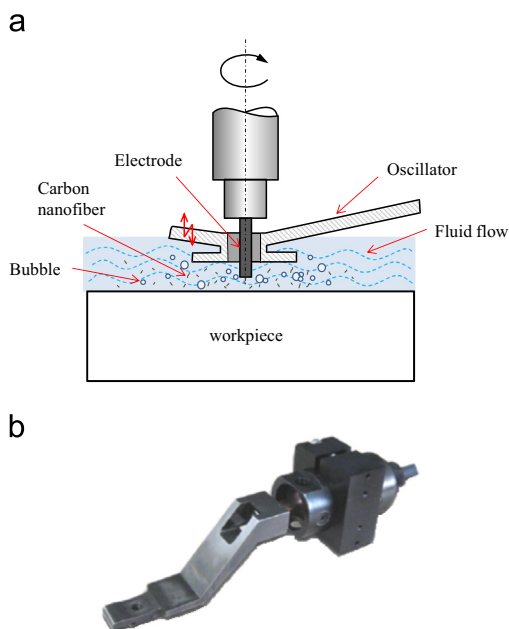 a
Electrode
Carbon
nanofiber
Bubble
Oscillator
Fluid flow
workpiece
b